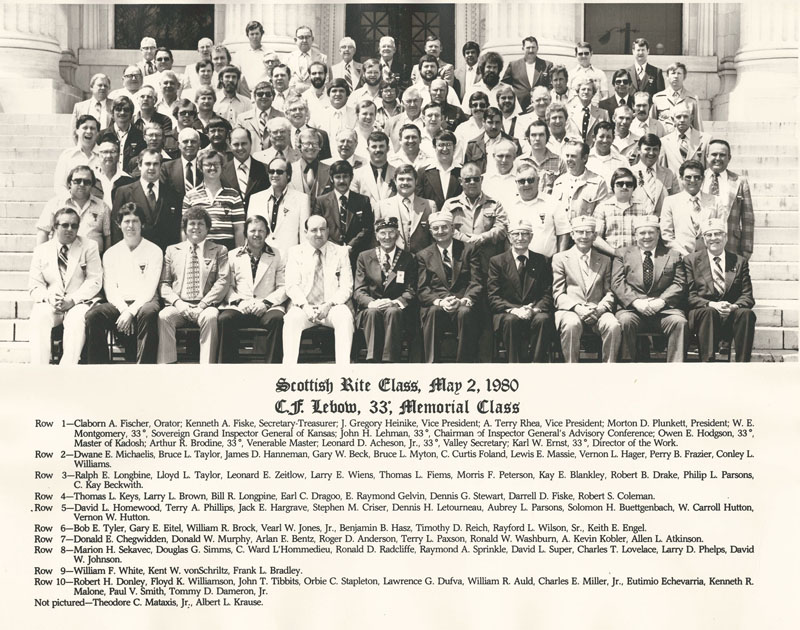 Scottish Rite Class, May 2, 1980
C.F. Lebow, 33°, Memorial Class
Row 1—Claborn A. Fischer, Orator; Kenneth A. Fiske, Secretary-Treasurer; J. Gregory Heinike, Vice President; A. Terry Rhea, Vice President; Morton D. Plunkett, President; W. E.
Montgomery, 33°, Sovereign Grand Inspector General of Kansas; John H. Lehman, 33°, Chairman of Inspector General's Advisory Conference; Owen E. Hodgson, 33°,
Master of Kadosh; Arthur R. Brodine, 33°, Venerable Master; Leonard D. Acheson, Jr., 33°, Valley Secretary; Karl W. Ernst, 33°, Director of the Work.
Row 2—Dwane E. Michaelis, Bruce L. Taylor, James D. Hanneman, Gary W. Beck, Bruce L. Myton, C. Curtis Foland, Lewis E. Massie, Vernon L. Hager, Perry B. Frazier, Conley L.
Williams.
Row 3—Ralph E. Longbine, Lloyd L. Taylor, Leonard E. Zeitlow, Larry E. Wiens, Thomas L. Fiems, Morris F. Peterson, Kay E. Blankley, Robert B. Drake, Philip L. Parsons,
C. Kay Beckwith.
Row 4—Thomas L. Keys, Larry L. Brown, Bill R. Longpine, Earl C. Dragoo, E. Raymond Gelvin, Dennis G. Stewart, Darrell D. Fiske, Robert S. Coleman.
Row 5—David L. Homewood, Terry A. Phillips, Jack E. Hargrave, Stephen M. Criser, Dennis H. Letourneau, Aubrey L. Parsons, Solomon H. Buettgenbach, W. Carroll Hutton,
Vernon W. Hutton.
Row 6—Bob E. Tyler, Gary E. Eitel, William R. Brock, Vearl W. Jones, Jr., Benjamin B. Hasz, Timothy D. Reich, Rayford L. Wilson, Sr., Keith E. Engel.
Row 7—Donald E. Chegwidden, Donald W. Murphy, Arlan E. Bentz, Roger D. Anderson, Terry L. Paxson, Ronald W. Washburn, A. Kevin Kobler, Allen L. Atkinson.
Row 8—Marion H. Sekavec, Douglas G. Simms, C. Ward L'Hommedieu, Ronald D. Radcliffe, Raymond A. Sprinkle, David L. Super, Charles T. Lovelace, Larry D. Phelps, David
W. Johnson.
Row 9—William F. White, Kent W. vonSchriltz, Frank L. Bradley.
Row 10—Robert H. Donley, Floyd K. Williamson, John T. Tibbits, Orbie C. Stapleton, Lawrence G. Dufva, William R. Auld, Charles E. Miller, Jr., Eutimio Echevarria, Kenneth R.
Malone, Paul V. Smith, Tommy D. Dameron, Jr.
Not pictured—Theodore C. Mataxis, Jr., Albert L. Krause.